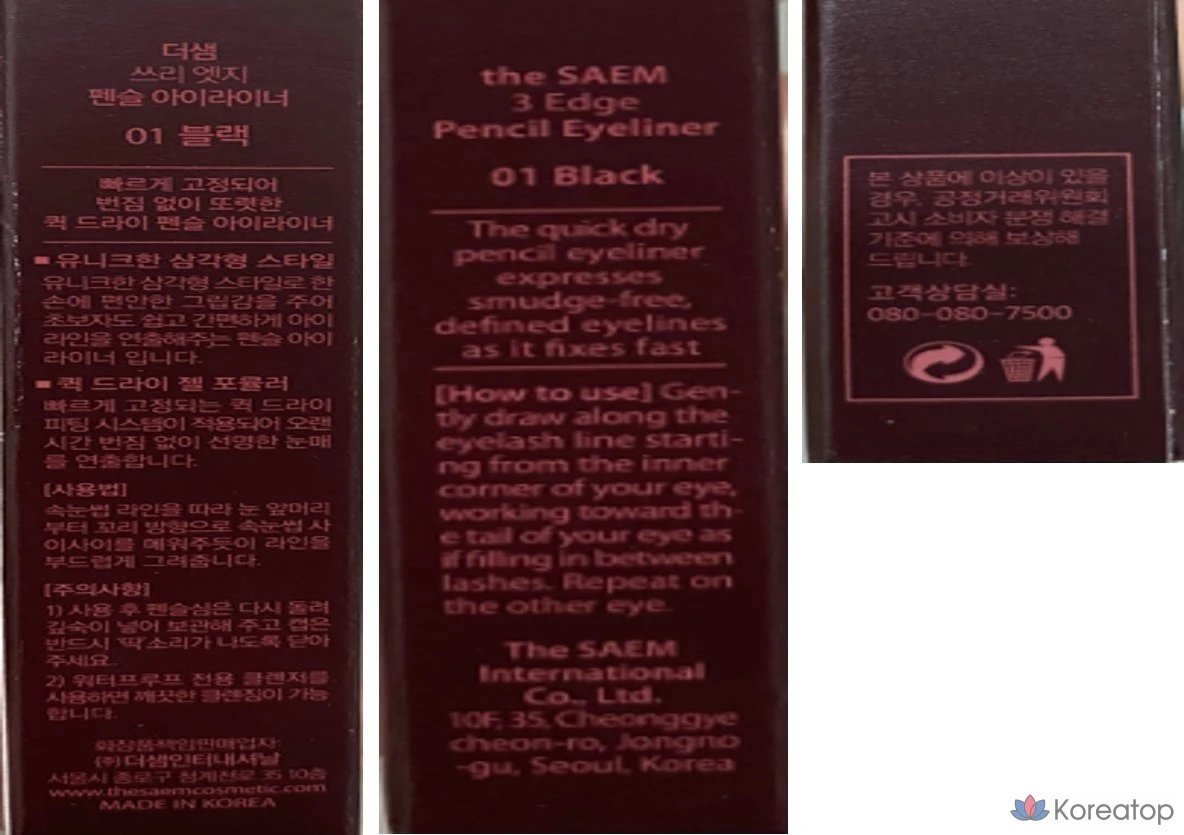 더샘
쓰리 엣지
펜슬 아이라이너
01 블랙
빠르게 고정되어
번짐 없이 또렷한
퀵 드라이 펜슬 아이라이너
■ 유니크한 삼각형 스타일
유니크한 삼각형 스타일로 한
손에 편안한 그립감을 주어
초보자도 쉽고 간편하게 아이
라인을 연출해주는 펜슬 아이
라이너 입니다.
■ 퀵 드라이 젤 포뮬러
빠르게 고정되는 퀵 드라이
피팅 시스템이 적용되어 오랜
시간 번짐 없이 선명한 눈매
를 연출합니다.
[사용법]
속눈썹 라인을 따라 눈 앞머리
부터 꼬리 방향으로 속눈썹 사
이사이를 메워주듯이 라인을
부드럽게 그려줍니다.
[주의사항]
1) 사용 후 펜슬심은 다시 돌려
깊숙이 넣어 보관해 주고 캡은
반드시 '딱'소리가 나도록 닫아
주세요.
2) 워터프루프 전용 클렌저를
사용하면 깨끗한 클렌징이 가능
합니다.
화장품책임판매업자:
(주)더샘인터내셔날
서울시 종로구 청계천로 35 10층
www.thesaemcosmetic.com
MADE IN KOREA
the SAEM
3 Edge
Pencil Eyeliner
01 Black
The quick dry
pencil eyeliner
expresses
smudge-free,
defined eyelines
as it fixes fast
[How to use] Gen-
tly draw along the
eyelash line starti-
ng from the inner
corner of your eye,
working toward th-
e tail of your eye as
if filling in between
lashes. Repeat on
the other eye.
The SAEM
International
Co., Ltd.
10F, 35, Cheonggye
cheon-ro, Jongno
-gu, Seoul, Korea
본 상품에 이상이 있을
경우, 공정거래위원회
고시 소비자 분쟁 해결
기준에 의해 보상해
드립니다.
고객상담실:
080-080-7500
Koreatop